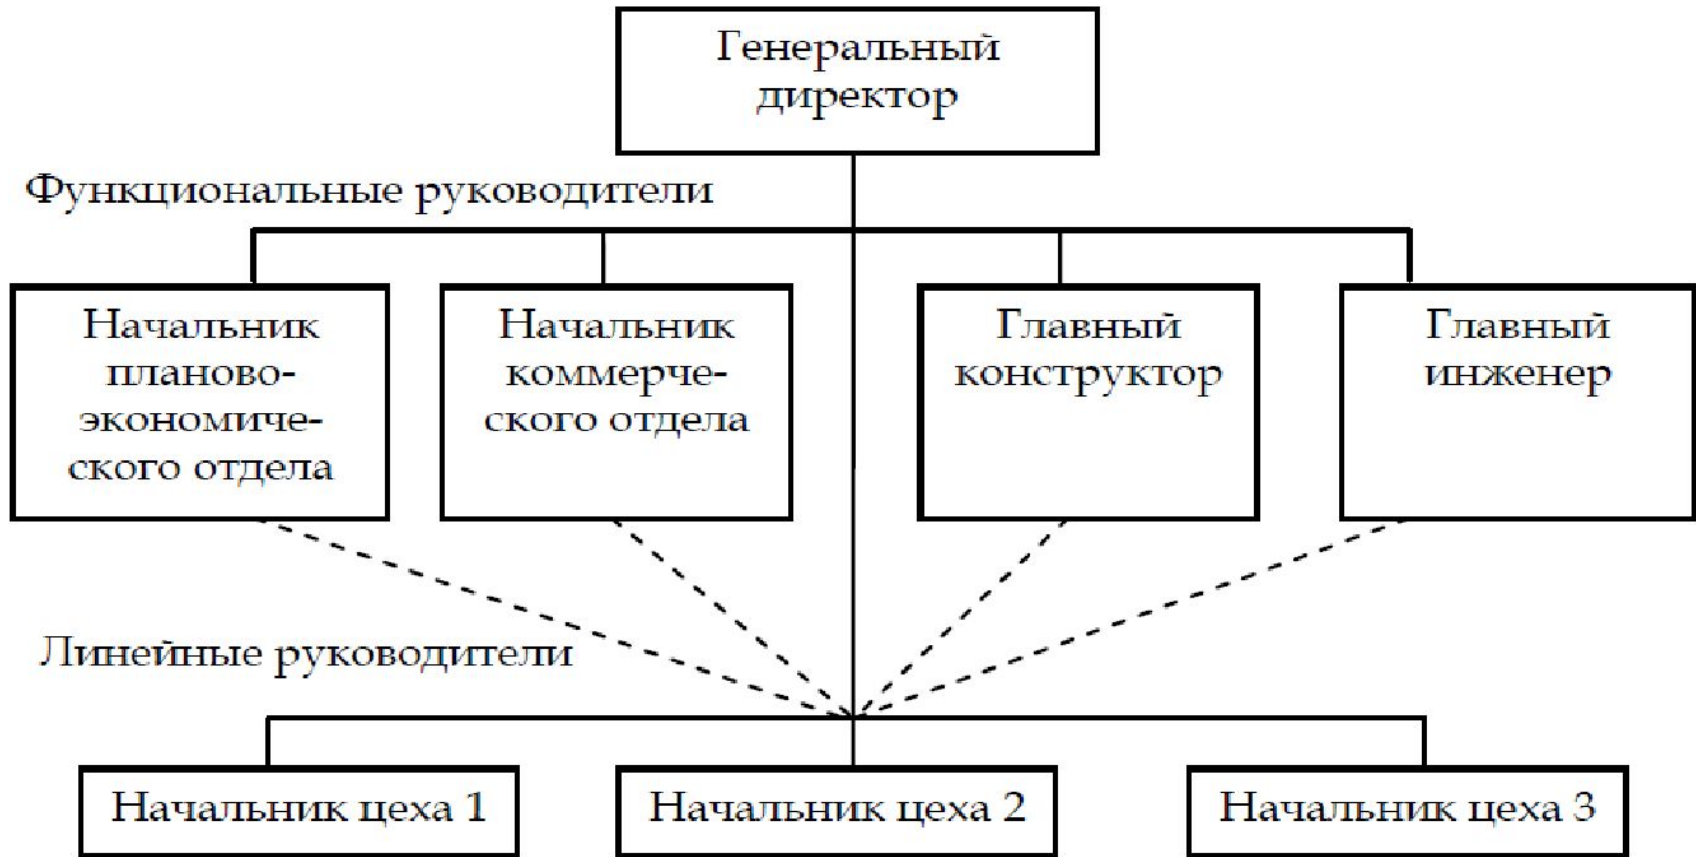 Генеральный
директор
Функциональные руководители
Начальник
планово-
экономиче-
ского отдела
Начальник
коммерче-
ского отдела
Главный
конструктор
Главный
инженер
Линейные руководители
Начальник цеха 1
Начальник цеха 2
Начальник цеха 3